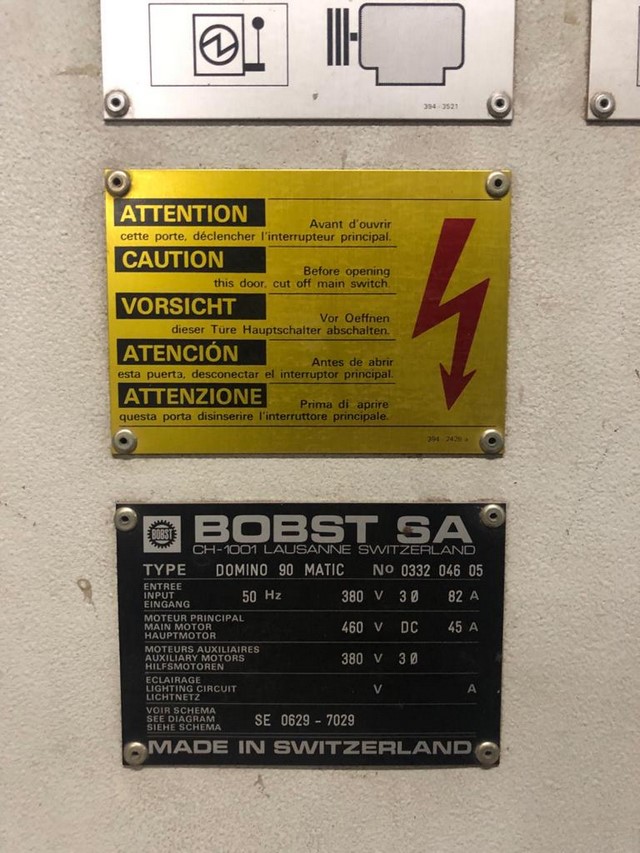 394-3521
ATTENTION Avant d'ouvrir
cette porte, déclencher l'interrupteur principal.
CAUTION Before opening
this door, cut off main switch.
VORSICHT Vor Oeffnen
dieser Türe Hauptschalter abschalten.
ATENCIÓN Antes de abrir
esta puerta, desconectar el interruptor principal.
ATTENZIONE Prima di aprire
questa porta disinserire l'interruttore principale.
394 2426 a
BOBST BOBST SA
CH-1001 LAUSANNE SWITZERLAND
TYPE DOMINO 90 MATIC No 0332 046 05
ENTREE
INPUT 50 Hz 380 V 3Ø 82 A
EINGANG
MOTEUR PRINCIPAL
MAIN MOTOR 460 V DC 45 A
HAUPTMOTOR
MOTEURS AUXILIAIRES
AUXILIARY MOTORS 380 V 3Ø
HILFSMOTOREN
ECLAIRAGE
LIGHTING CIRCUIT V A
LICHTNETZ
VOIR SCHEMA
SEE DIAGRAM SE 0629-7029
SIEHE SCHEMA
MADE IN SWITZERLAND